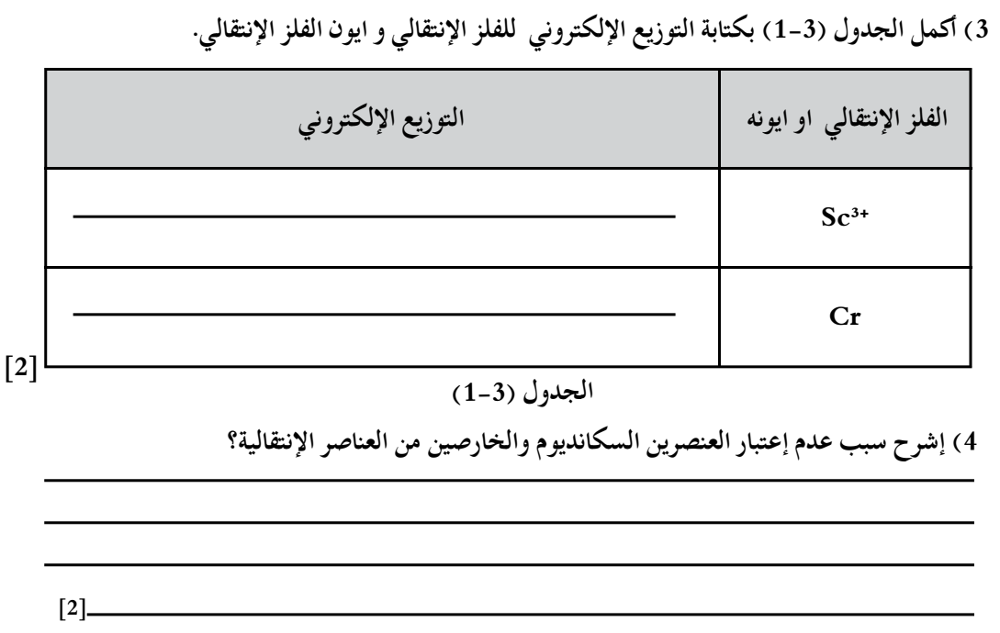 3) أكمل الجدول (3-1) بكتابة التوزيع الإلكتروني للفلز الإنتقالي و ايون الفلز الإنتقالي.
الفلز الإنتقالي او ايونه التوزيع الإلكتروني
Sc³⁺
Cr
[2]
الجدول (3-1)
4) إشرح سبب عدم إعتبار العنصرين السكانديوم والخارصين من العناصر الإنتقالية؟
[2]